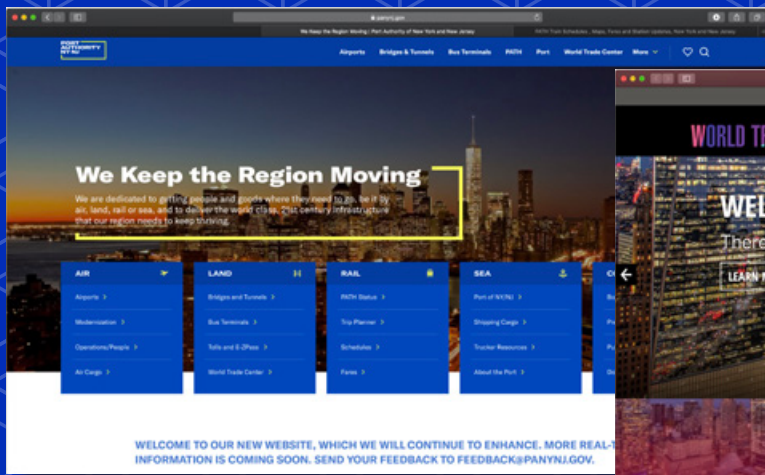 panynj.gov
We Keep the Region Moving | Port Authority of New York and New Jersey
PATH Train Schedules , Maps, Fares and Station Updates, New York and New Jersey
PORT
AUTHORITY
NY NJ
Airports Bridges & Tunnels Bus Terminals PATH Port World Trade Center More
We Keep the Region Moving
We are dedicated to getting people and goods where they need to go, be it by
air, land, rail or sea, and to deliver the world class, 21st century infrastructure
that our region needs to keep thriving.
AIR
Airports >
Modernization >
Operations/People >
Air Cargo >
LAND
Bridges and Tunnels >
Bus Terminals >
Tolls and E-ZPass >
World Trade Center >
RAIL
PATH Status >
Trip Planner >
Schedules >
Fares >
SEA
Port of NY/NJ >
Shipping Cargo >
Trucker Resources >
About the Port >
WORLD
There
LEARN
WELCOME TO OUR NEW WEBSITE, WHICH WE WILL CONTINUE TO ENHANCE. MORE REAL-T
INFORMATION IS COMING SOON. SEND YOUR FEEDBACK TO FEEDBACK@PANYNJ.GOV.